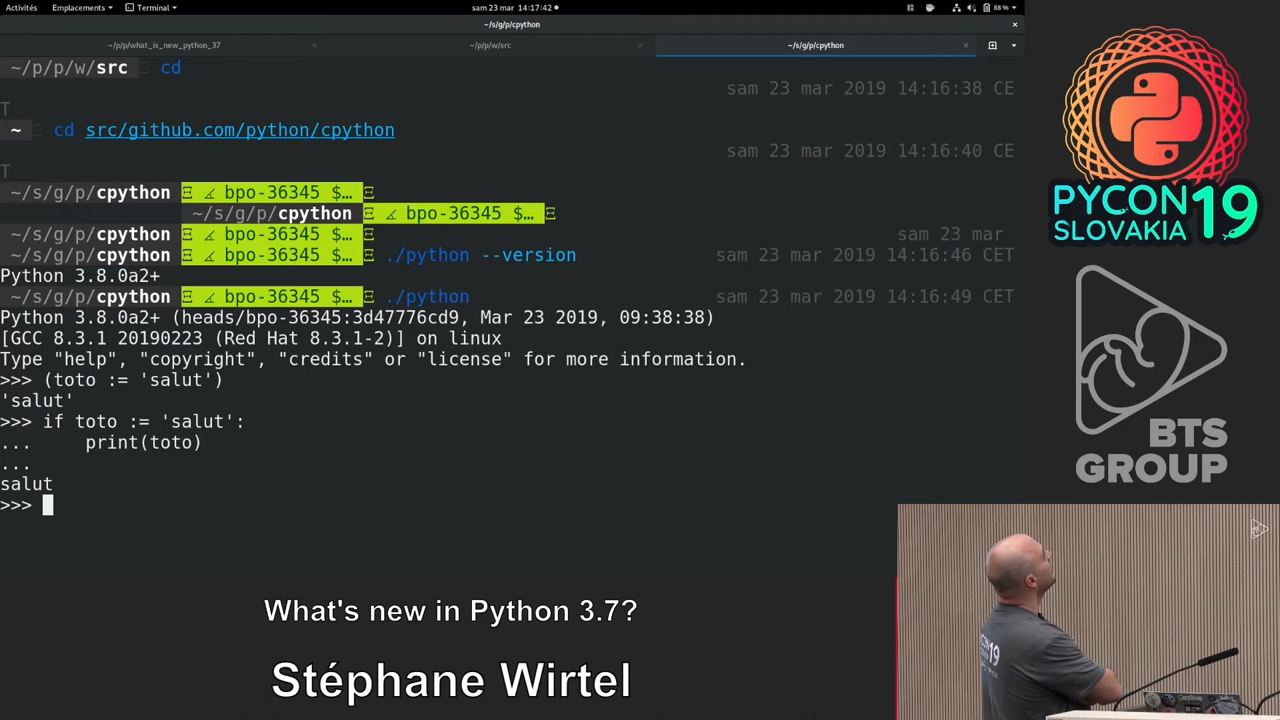 Activités Emplacements Terminal sam 23 mar 14:17:42 88 %
~/s/g/p/cpython
~/p/p/what_is_new_python_37 ~/p/p/w/src ~/s/g/p/cpython
~/p/p/w/src cd
sam 23 mar 2019 14:16:38 CE
T
~ cd src/github.com/python/cpython
sam 23 mar 2019 14:16:40 CE
T
~/s/g/p/cpython bpo-36345 $…
~/s/g/p/cpython bpo-36345 $…
~/s/g/p/cpython bpo-36345 $… sam 23 mar
~/s/g/p/cpython bpo-36345 $… ./python --version sam 23 mar 2019 14:16:46 CET
Python 3.8.0a2+
~/s/g/p/cpython bpo-36345 $… ./python sam 23 mar 2019 14:16:49 CET
Python 3.8.0a2+ (heads/bpo-36345:3d47776cd9, Mar 23 2019, 09:38:38)
[GCC 8.3.1 20190223 (Red Hat 8.3.1-2)] on linux
Type "help", "copyright", "credits" or "license" for more information.
>>> (toto := 'salut')
'salut'
>>> if toto := 'salut':
...     print(toto)
...
salut
>>>
PYCON 19
SLOVAKIA
BTS
GROUP
What's new in Python 3.7?
Stéphane Wirtel